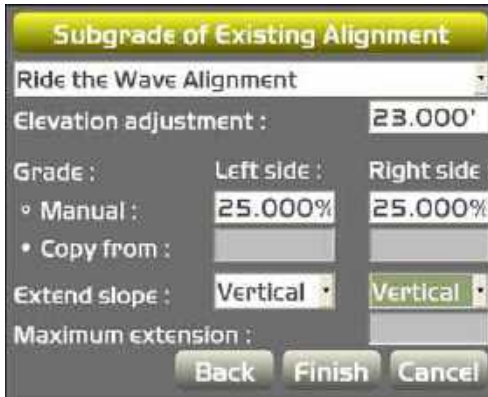 Subgrade of Existing Alignment
Ride the Wave Alignment
Elevation adjustment : 23.000'
Grade : Left side : Right side
Manual : 25.000% 25.000%
Copy from :
Extend slope : Vertical Vertical
Maximum extension :
Back Finish Cancel